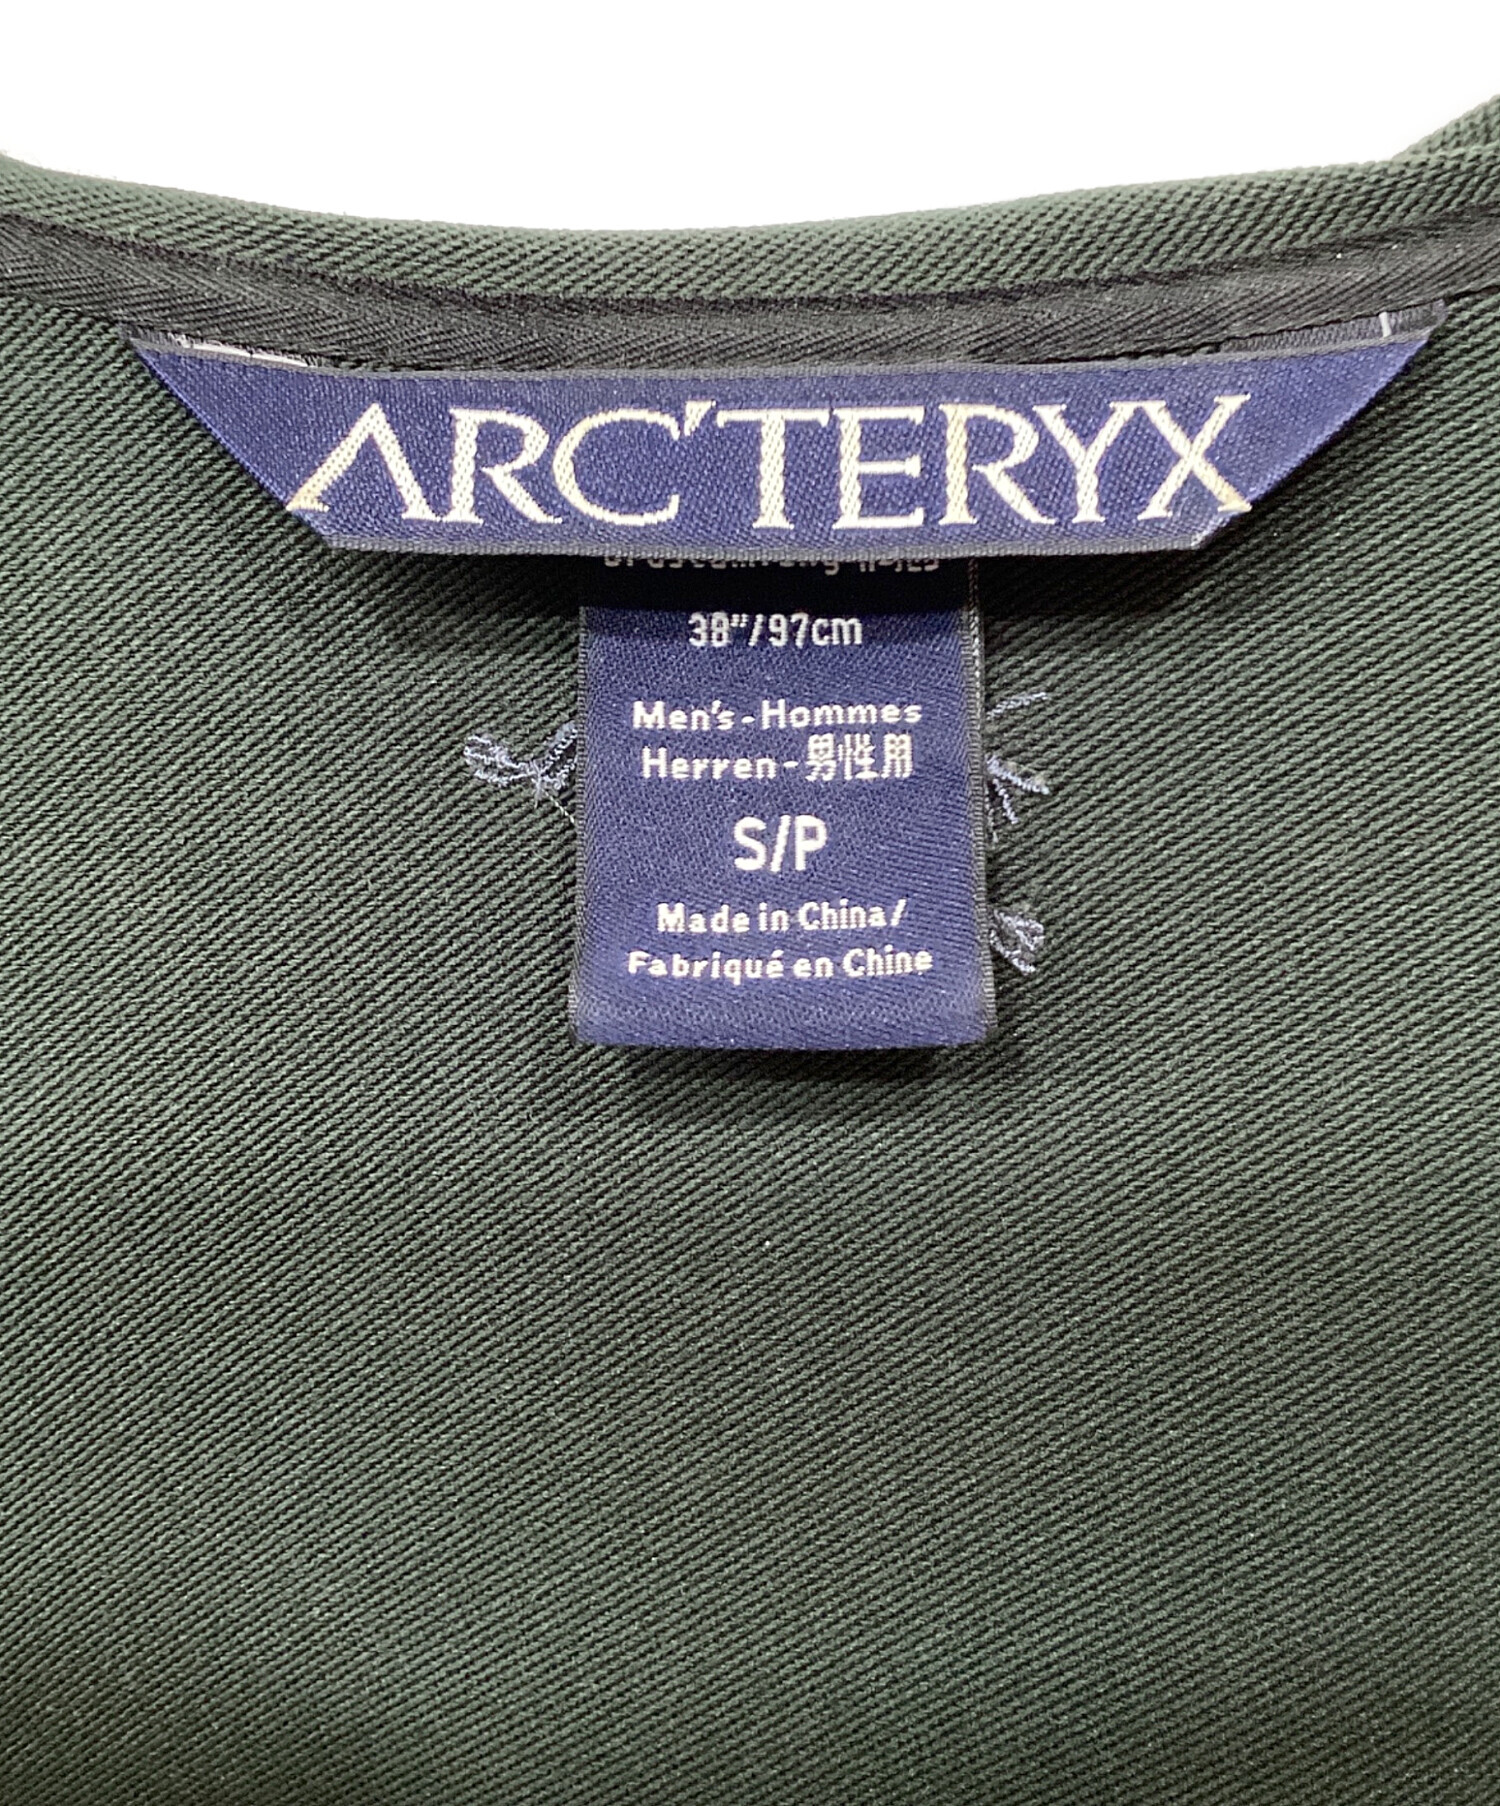 ARC'TERYX
38"/97cm
Men's - Hommes
Herren - 男性用
S/P
Made in China/
Fabriqué en Chine